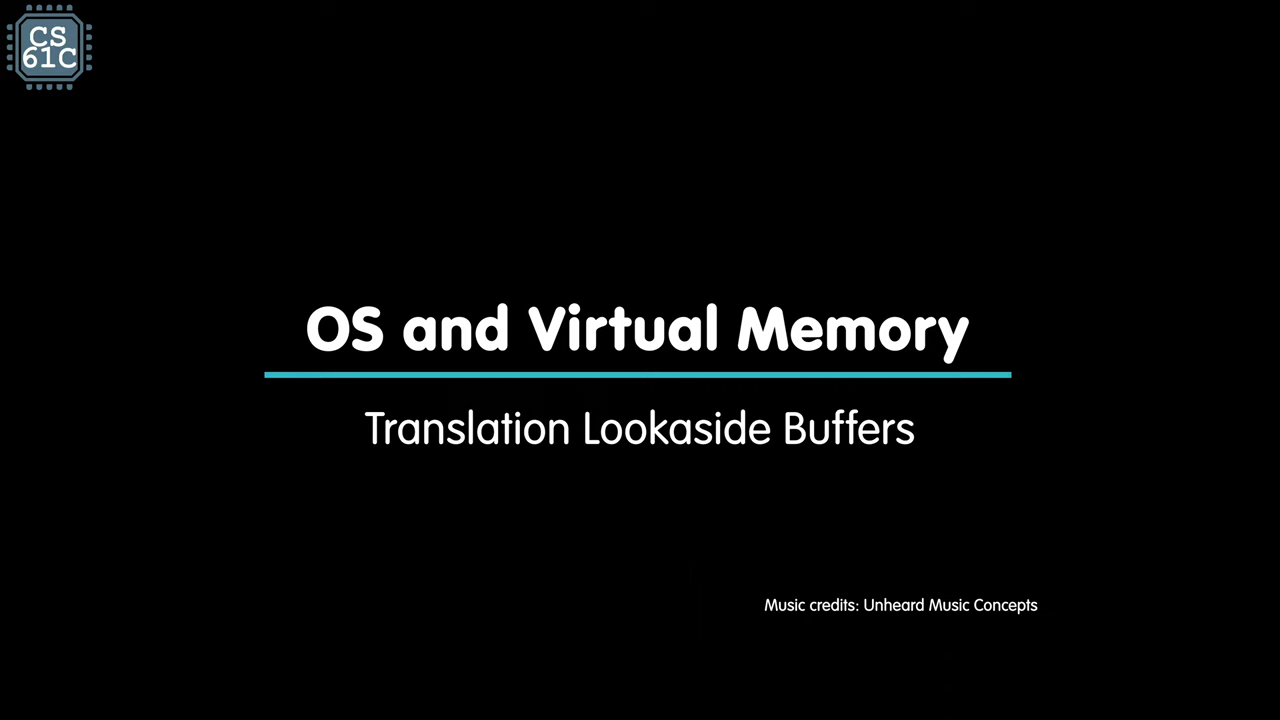 CS
61C
OS and Virtual Memory
Translation Lookaside Buffers
Music credits: Unheard Music Concepts